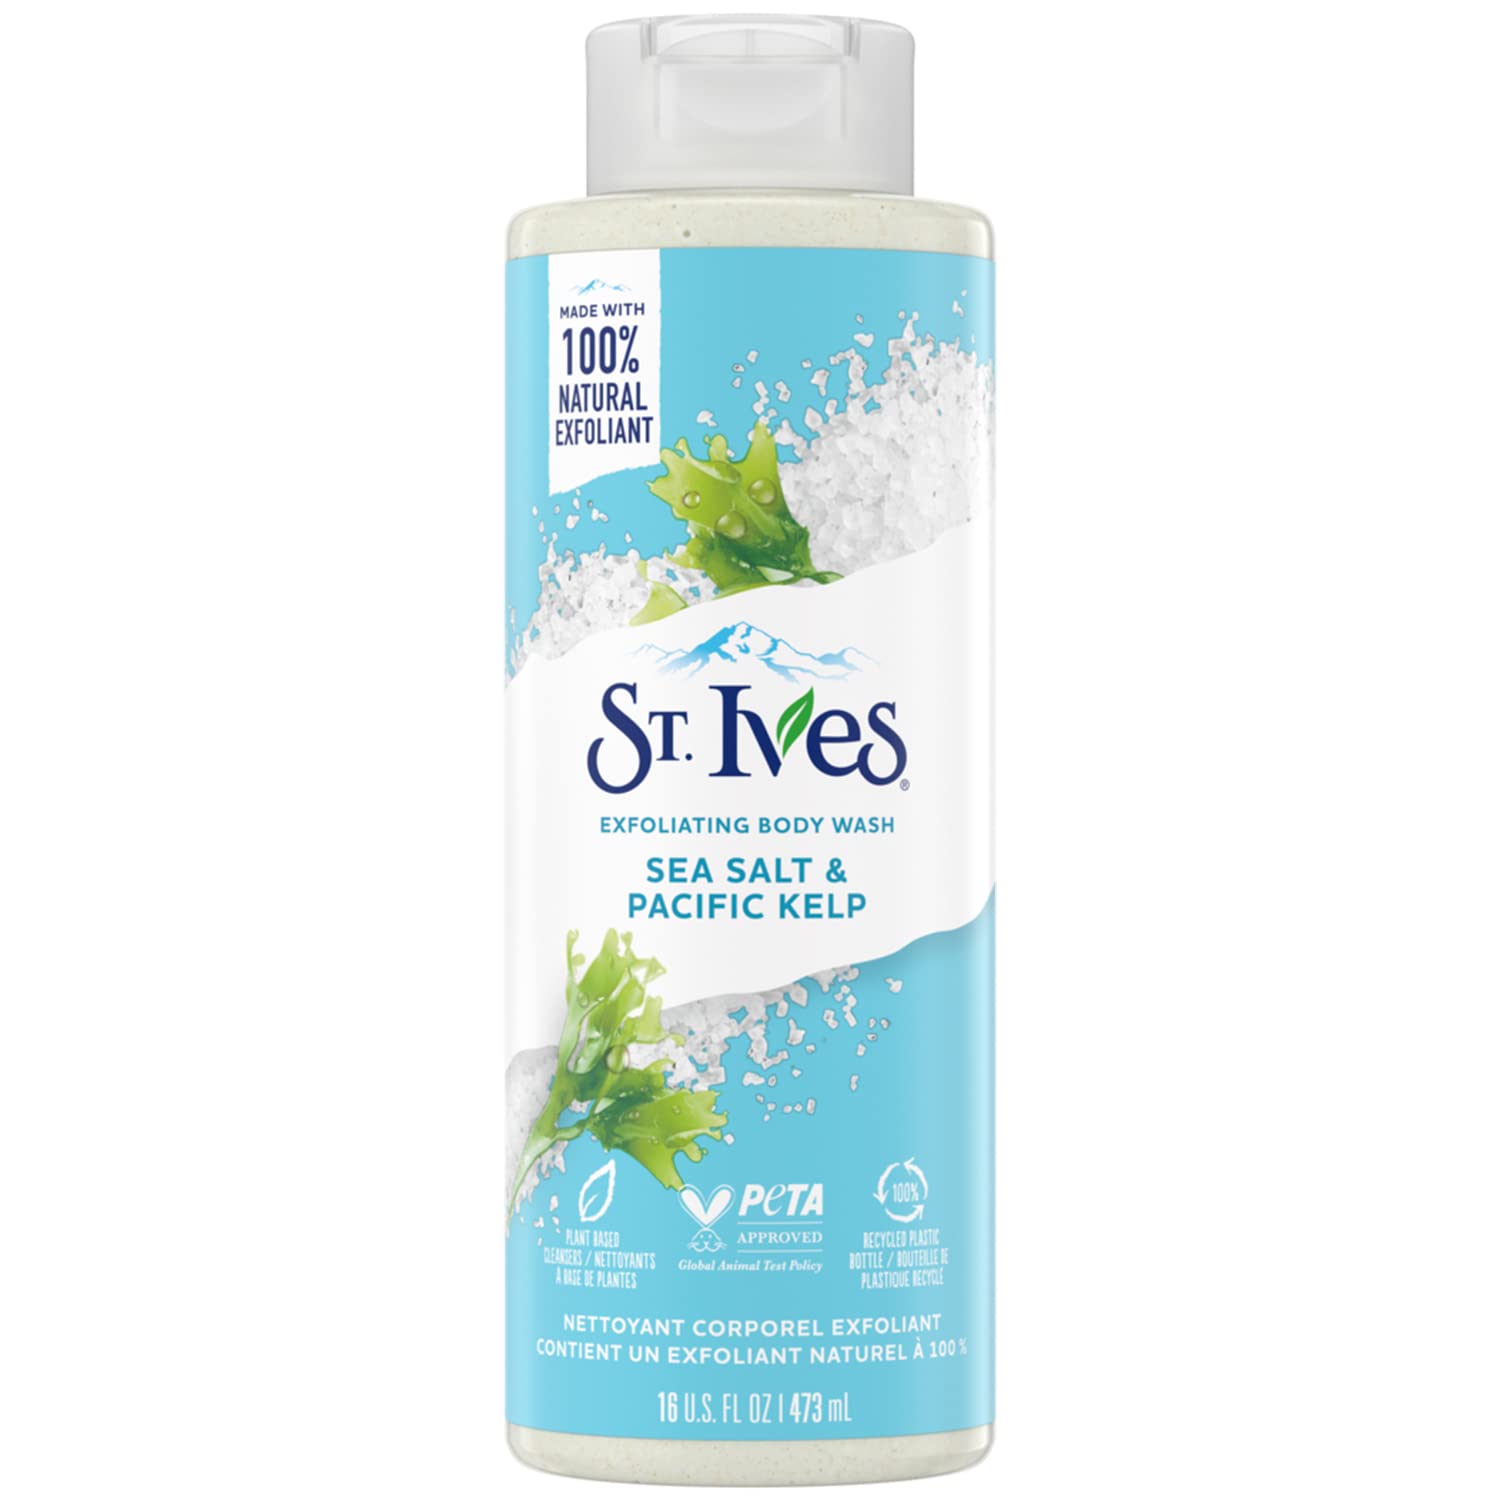 MADE WITH
100%
NATURAL
EXFOLIANT
ST. IVES®
EXFOLIATING BODY WASH
SEA SALT &
PACIFIC KELP
PLANT BASED
CLEANSERS / NETTOYANTS
À BASE DE PLANTES
PETA
APPROVED
Global Animal Test Policy
100%
RECYCLED PLASTIC
BOTTLE / BOUTEILLE DE
PLASTIQUE RECYCLÉ
NETTOYANT CORPOREL EXFOLIANT
CONTIENT UN EXFOLIANT NATUREL À 100 %
16 U.S. FL OZ | 473 mL